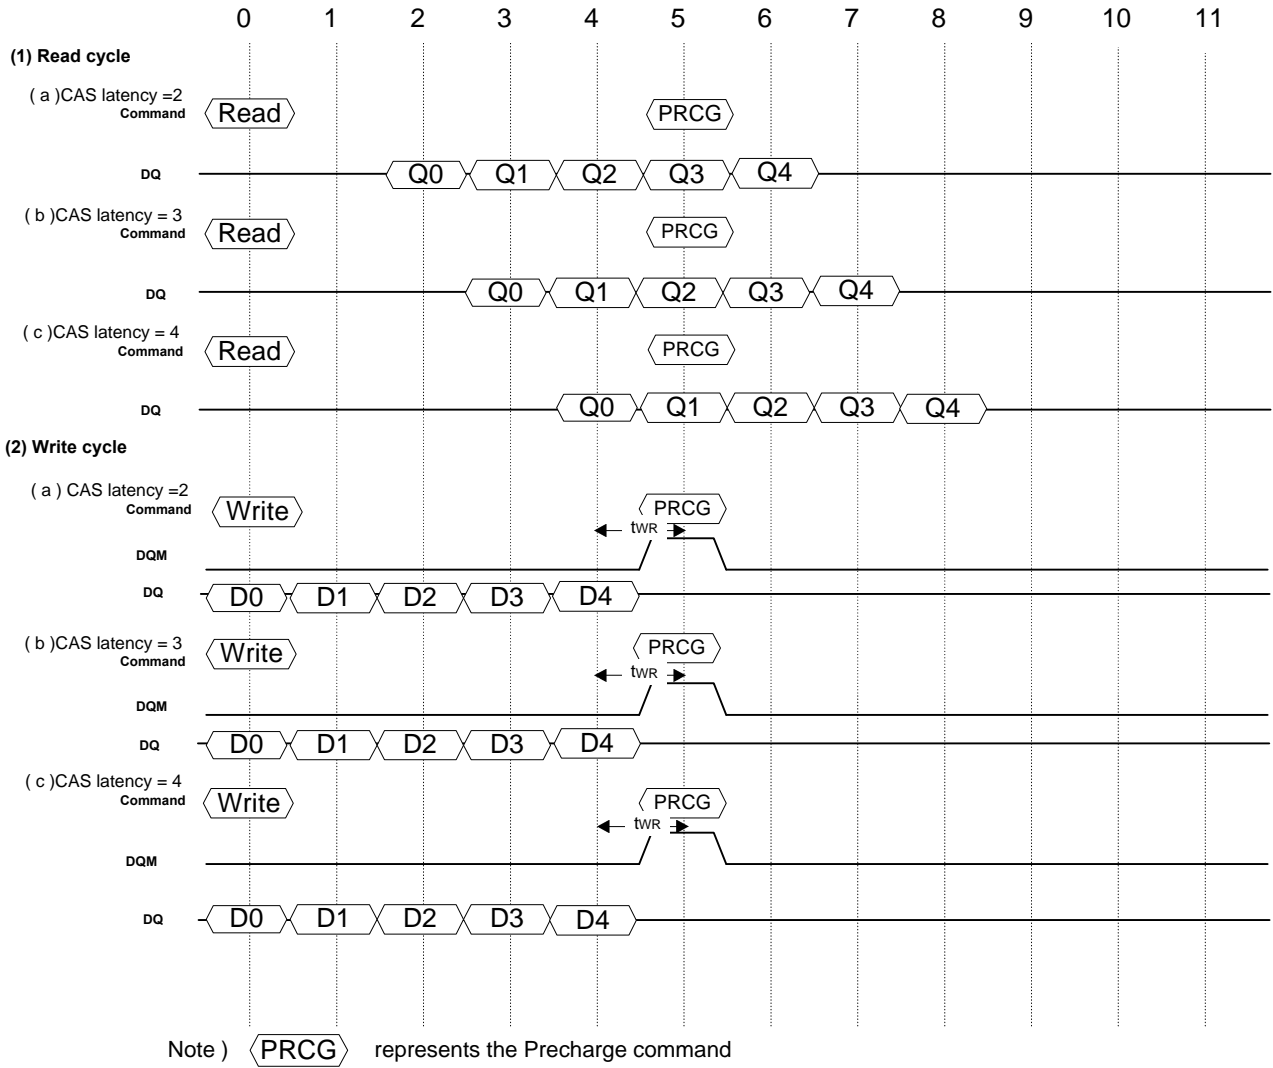 0 1 2 3 4 5 6 7 8 9 10 11
(1) Read cycle
( a )CAS latency =2
Command Read PRCG
DQ Q0 Q1 Q2 Q3 Q4
( b )CAS latency = 3
Command Read PRCG
DQ Q0 Q1 Q2 Q3 Q4
( c )CAS latency = 4
Command Read PRCG
DQ Q0 Q1 Q2 Q3 Q4
(2) Write cycle
( a ) CAS latency =2
Command Write PRCG
tWR
DQM
DQ D0 D1 D2 D3 D4
( b )CAS latency = 3
Command Write PRCG
tWR
DQM
DQ D0 D1 D2 D3 D4
( c )CAS latency = 4
Command Write PRCG
tWR
DQM
DQ D0 D1 D2 D3 D4
Note ) PRCG represents the Precharge command